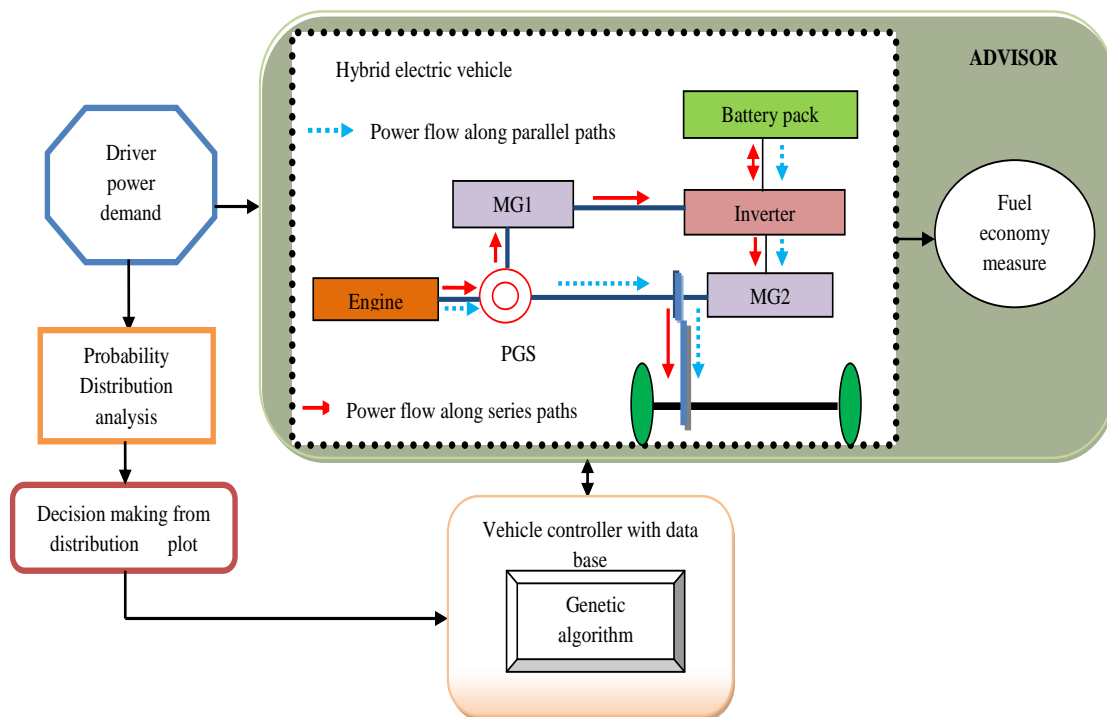 ADVISOR
Hybrid electric vehicle
Battery pack
Power flow along parallel paths
Driver
power
demand
MG1
Inverter
Fuel
economy
measure
Engine
MG2
PGS
Probability
Distribution
analysis
Power flow along series paths
Decision making from
distribution plot
Vehicle controller with data
base
Genetic
algorithm